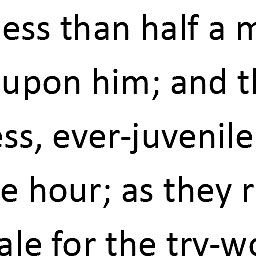 ess than half a m
upon him; and th
ess, ever-juvenile
e hour; as they r
ale for the try-wo